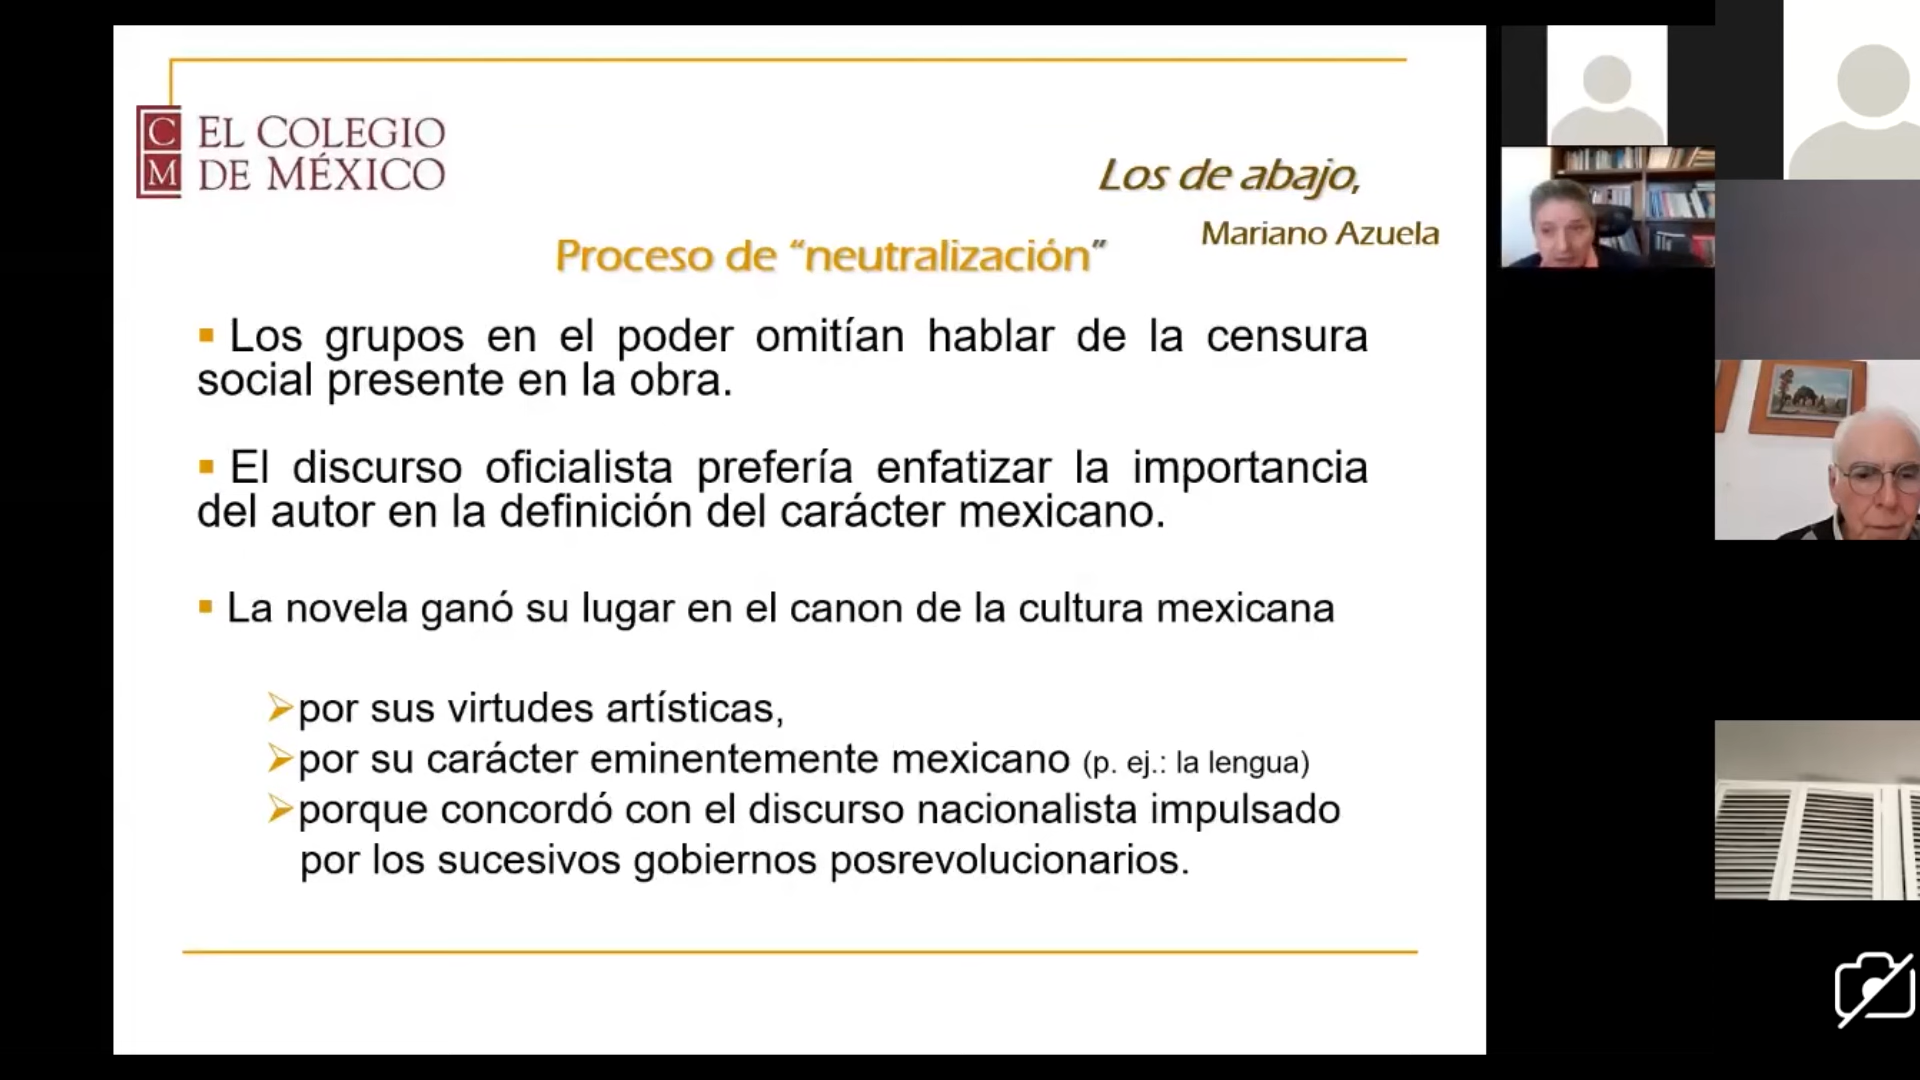 CM EL COLEGIO
DE MÉXICO
Los de abajo,
Mariano Azuela
Proceso de “neutralización”
▪ Los grupos en el poder omitían hablar de la censura
social presente en la obra.
▪ El discurso oficialista prefería enfatizar la importancia
del autor en la definición del carácter mexicano.
▪ La novela ganó su lugar en el canon de la cultura mexicana
➢por sus virtudes artísticas,
➢por su carácter eminentemente mexicano (p. ej.: la lengua)
➢porque concordó con el discurso nacionalista impulsado
por los sucesivos gobiernos posrevolucionarios.